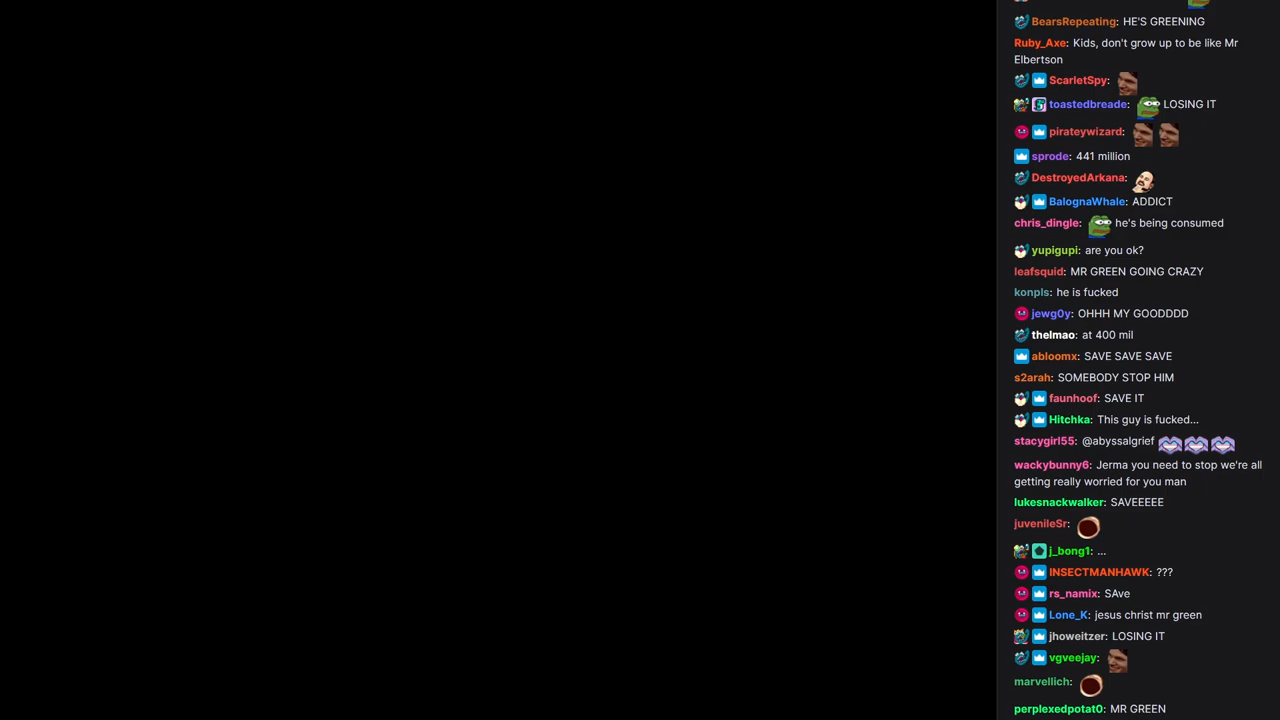 BearsRepeating: HE'S GREENING
Ruby_Axe: Kids, don't grow up to be like Mr
Elbertson
ScarletSpy:
toastedbreade: LOSING IT
pirateywizard:
sprode: 441 million
DestroyedArkana:
BalognaWhale: ADDICT
chris_dingle: he's being consumed
yupigupi: are you ok?
leafsquid: MR GREEN GOING CRAZY
konpls: he is fucked
jewg0y: OHHH MY GOODDDD
thelmao: at 400 mil
abloomx: SAVE SAVE SAVE
s2arah: SOMEBODY STOP HIM
faunhoof: SAVE IT
Hitchka: This guy is fucked...
stacygirl55: @abyssalgrief
wackybunny6: Jerma you need to stop we're all
getting really worried for you man
lukesnackwalker: SAVEEEEE
juvenileSr:
j_bong1: ...
INSECTMANHAWK: ???
rs_namix: SAve
Lone_K: jesus christ mr green
jhoweitzer: LOSING IT
vgveejay:
marvellich:
perplexedpotat0: MR GREEN